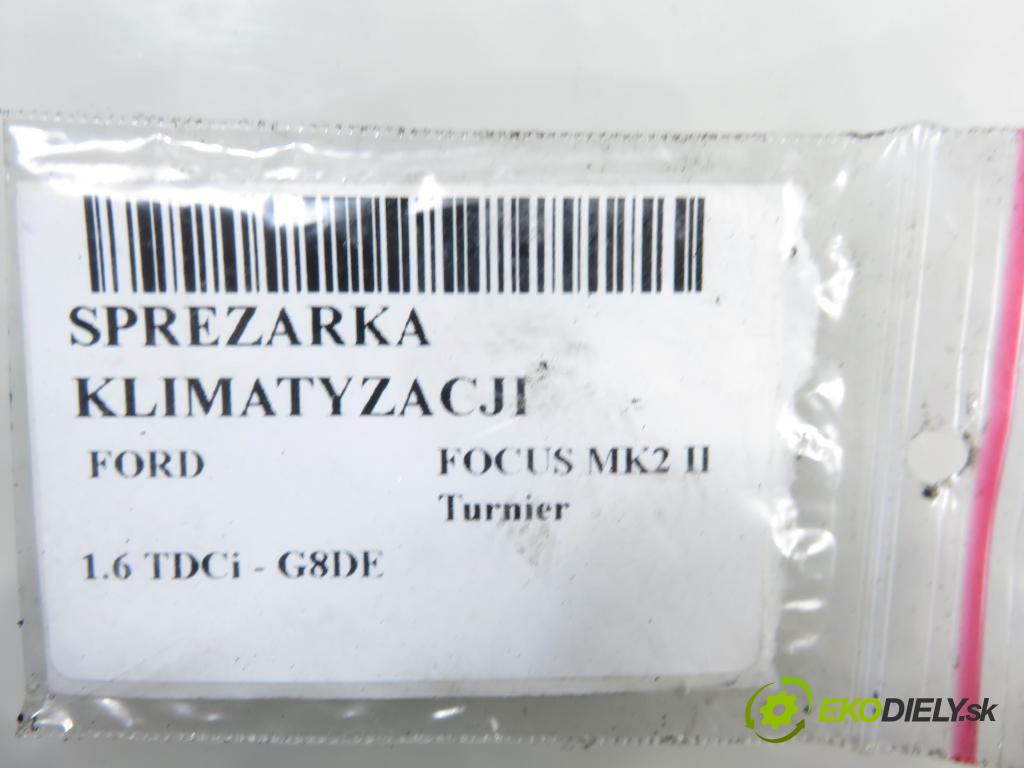 SPREZARKA
KLIMATYZACJI
FORD FOCUS MK2 II
Turnier
1.6 TDCi - G8DE
EKODIELY.sk